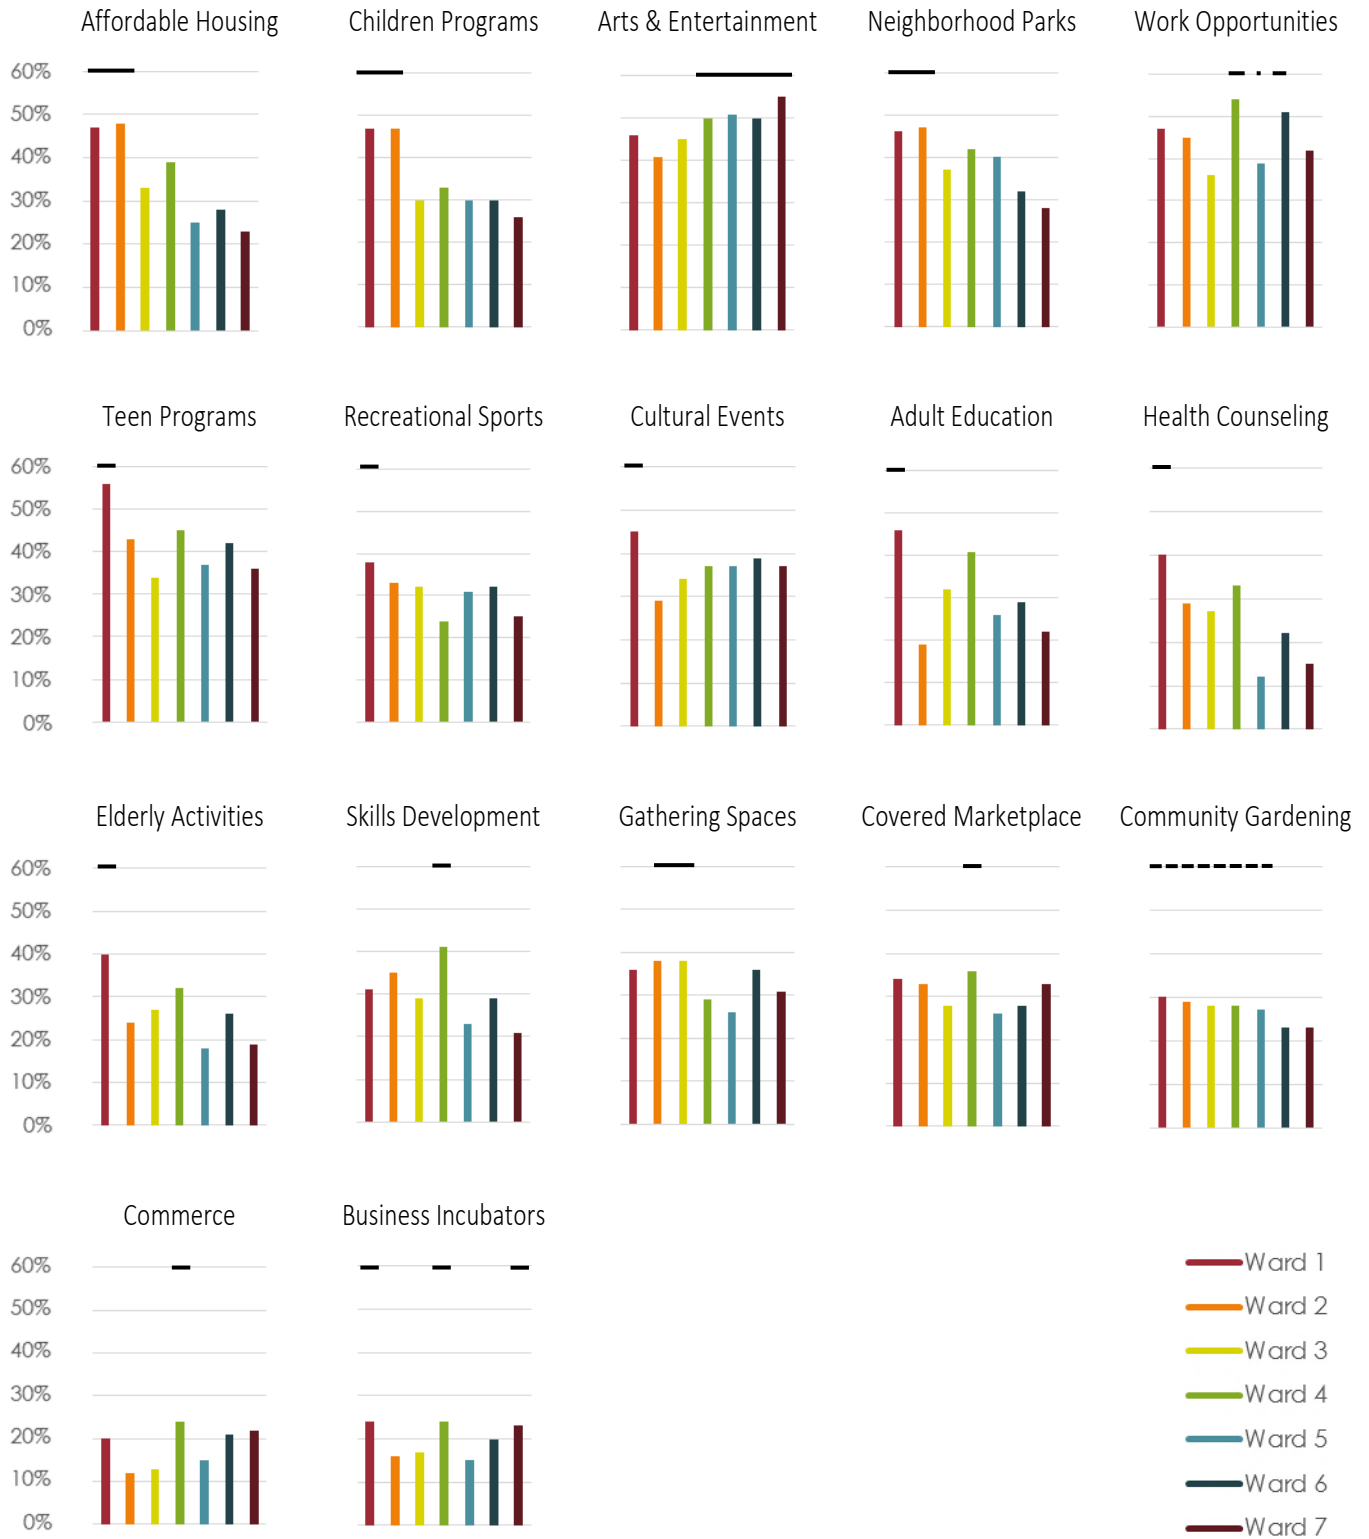 Affordable Housing Children Programs Arts & Entertainment Neighborhood Parks Work Opportunities
60%
50%
40%
30%
20%
10%
0%
Teen Programs Recreational Sports Cultural Events Adult Education Health Counseling
60%
50%
40%
30%
20%
10%
0%
Elderly Activities Skills Development Gathering Spaces Covered Marketplace Community Gardening
60%
50%
40%
30%
20%
10%
0%
Commerce Business Incubators
60%
50%
40%
30%
20%
10%
0%
Ward 1
Ward 2
Ward 3
Ward 4
Ward 5
Ward 6
Ward 7